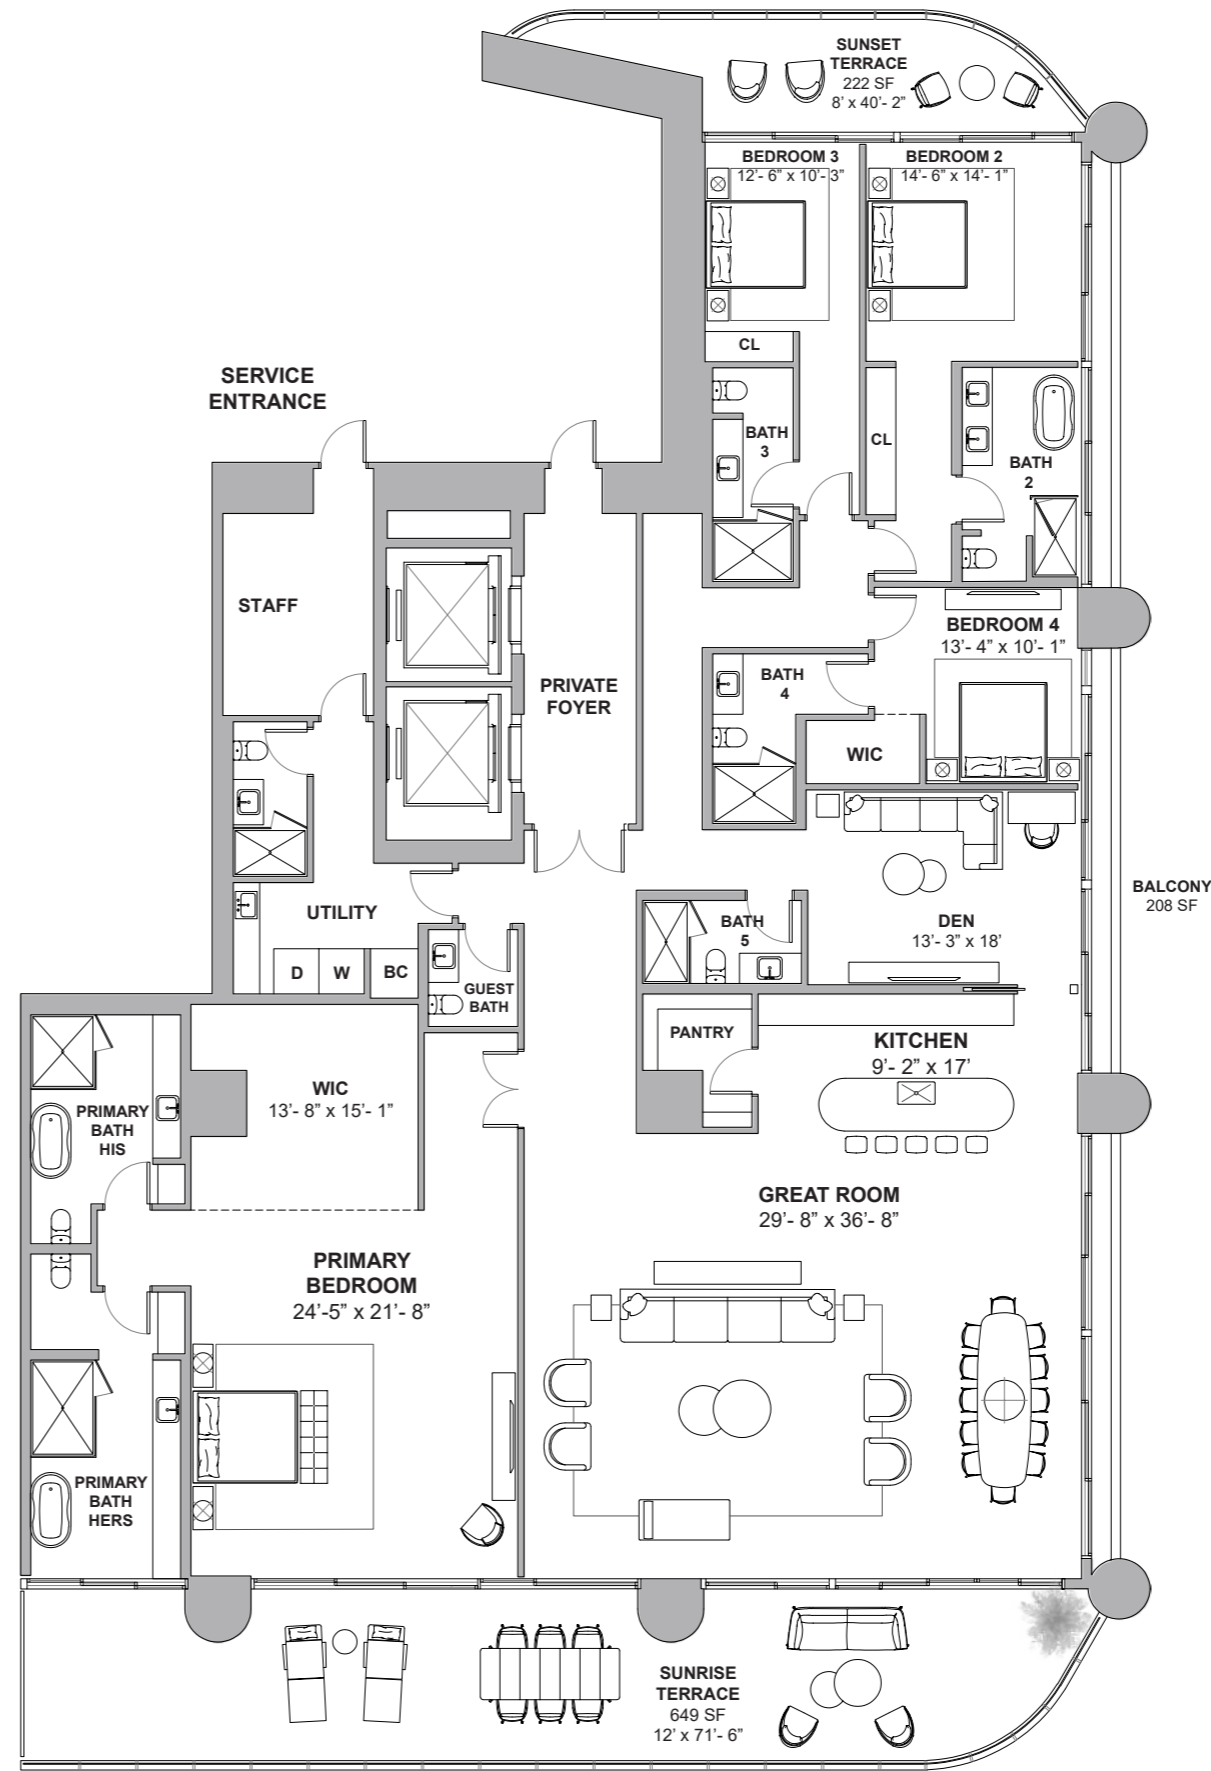 SUNSET
TERRACE
222 SF
8’ x 40’- 2”
BEDROOM 3
12’- 6” x 10’- 3”
BEDROOM 2
14’- 6” x 14’- 1”
CL
SERVICE
ENTRANCE
BATH
3
CL
BATH
2
STAFF
BEDROOM 4
13’- 4” x 10’- 1”
BATH
4
PRIVATE
FOYER
WIC
BALCONY
208 SF
UTILITY
BATH
5
DEN
13’- 3” x 18’
D
W
BC
GUEST
BATH
PANTRY
KITCHEN
9’- 2” x 17’
WIC
13’- 8” x 15’- 1”
PRIMARY
BATH
HIS
GREAT ROOM
29’- 8” x 36’- 8”
PRIMARY
BEDROOM
24’-5” x 21’- 8”
PRIMARY
BATH
HERS
SUNRISE
TERRACE
649 SF
12’ x 71’- 6”